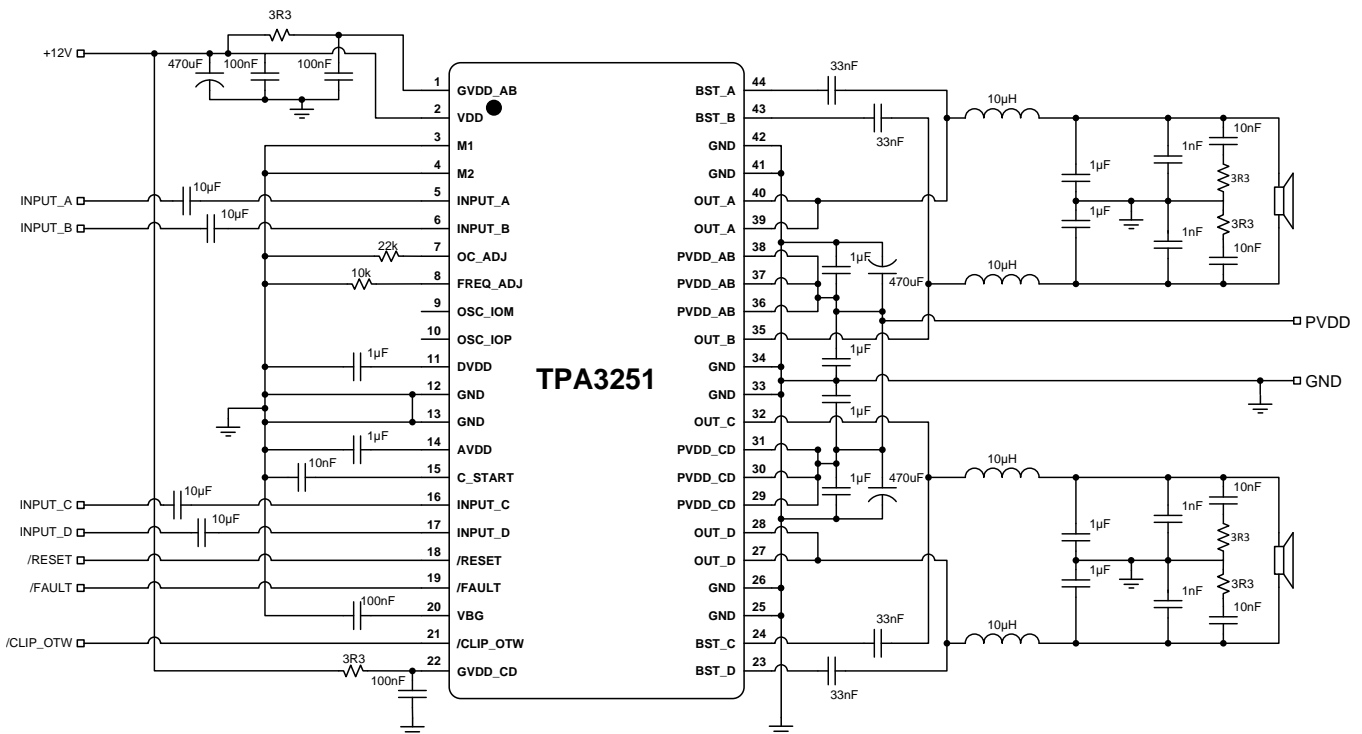 3R3
+12V
470uF
100nF
100nF
1
GVDD_AB
2
VDD
3
M1
4
M2
INPUT_A
10µF
5
INPUT_A
INPUT_B
10µF
6
INPUT_B
22k
7
OC_ADJ
10k
8
FREQ_ADJ
9
OSC_IOM
10
OSC_IOP
1µF
11
DVDD
12
GND
13
GND
1µF
14
AVDD
10nF
15
C_START
INPUT_C
10µF
16
INPUT_C
INPUT_D
10µF
17
INPUT_D
/RESET
18
/RESET
/FAULT
19
/FAULT
100nF
20
VBG
/CLIP_OTW
21
/CLIP_OTW
3R3
100nF
22
GVDD_CD
TPA3251
44
BST_A
43
BST_B
42
GND
41
GND
40
OUT_A
39
OUT_A
38
PVDD_AB
37
PVDD_AB
36
PVDD_AB
35
OUT_B
34
GND
33
GND
32
OUT_C
31
PVDD_CD
30
PVDD_CD
29
PVDD_CD
28
OUT_D
27
OUT_D
26
GND
25
GND
24
BST_C
23
BST_D
33nF
33nF
1µF
470uF
1µF
1µF
1µF
470uF
33nF
33nF
10µH
10µH
1µF
1µF
1nF
1nF
10nF
3R3
3R3
10nF
PVDD
GND
10µH
10µH
1µF
1µF
1nF
1nF
10nF
3R3
3R3
10nF